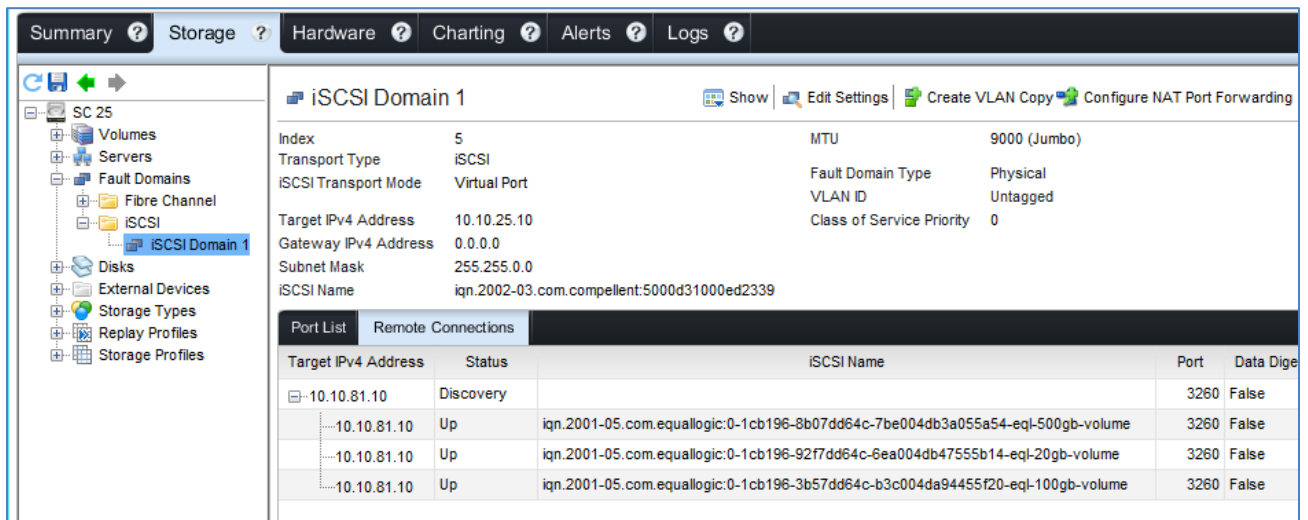 Summary ? Storage ? Hardware ? Charting ? Alerts ? Logs ?
SC 25
Volumes
Servers
Fault Domains
Fibre Channel
iSCSI
iSCSI Domain 1
Disks
External Devices
Storage Types
Replay Profiles
Storage Profiles
iSCSI Domain 1
Show Edit Settings Create VLAN Copy Configure NAT Port Forwarding
Index 5
Transport Type iSCSI
iSCSI Transport Mode Virtual Port
Target IPv4 Address 10.10.25.10
Gateway IPv4 Address 0.0.0.0
Subnet Mask 255.255.0.0
iSCSI Name iqn.2002-03.com.compellent:5000d31000ed2339
MTU 9000 (Jumbo)
Fault Domain Type Physical
VLAN ID Untagged
Class of Service Priority 0
Port List Remote Connections
Target IPv4 Address Status iSCSI Name Port Data Dige
10.10.81.10 Discovery 3260 False
10.10.81.10 Up iqn.2001-05.com.equallogic:0-1cb196-8b07dd64c-7be004db3a055a54-eql-500gb-volume 3260 False
10.10.81.10 Up iqn.2001-05.com.equallogic:0-1cb196-92f7dd64c-6ea004db47555b14-eql-20gb-volume 3260 False
10.10.81.10 Up iqn.2001-05.com.equallogic:0-1cb196-3b57dd64c-b3c004da94455f20-eql-100gb-volume 3260 False